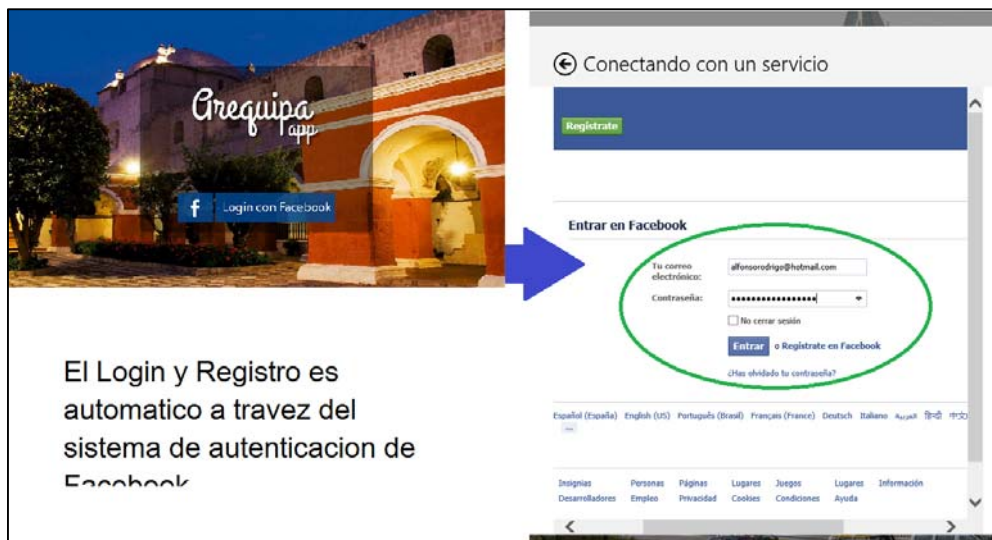 Arequipa
app
f Login con Facebook
El Login y Registro es
automatico a travez del
sistema de autenticacion de
Facebook
Conectando con un servicio
Regístrate
Entrar en Facebook
Tu correo
electrónico:
alfonsorodrigo@hotmail.com
Contraseña:
No cerrar sesión
Entrar o Regístrate en Facebook
¿Has olvidado tu contraseña?
Español (España) English (US) Português (Brasil) Français (France) Deutsch Italiano العربية हिन्दी
...
Insignias Personas Páginas Lugares Juegos Lugares Información
Desarrolladores Empleo Privacidad Cookies Condiciones Ayuda